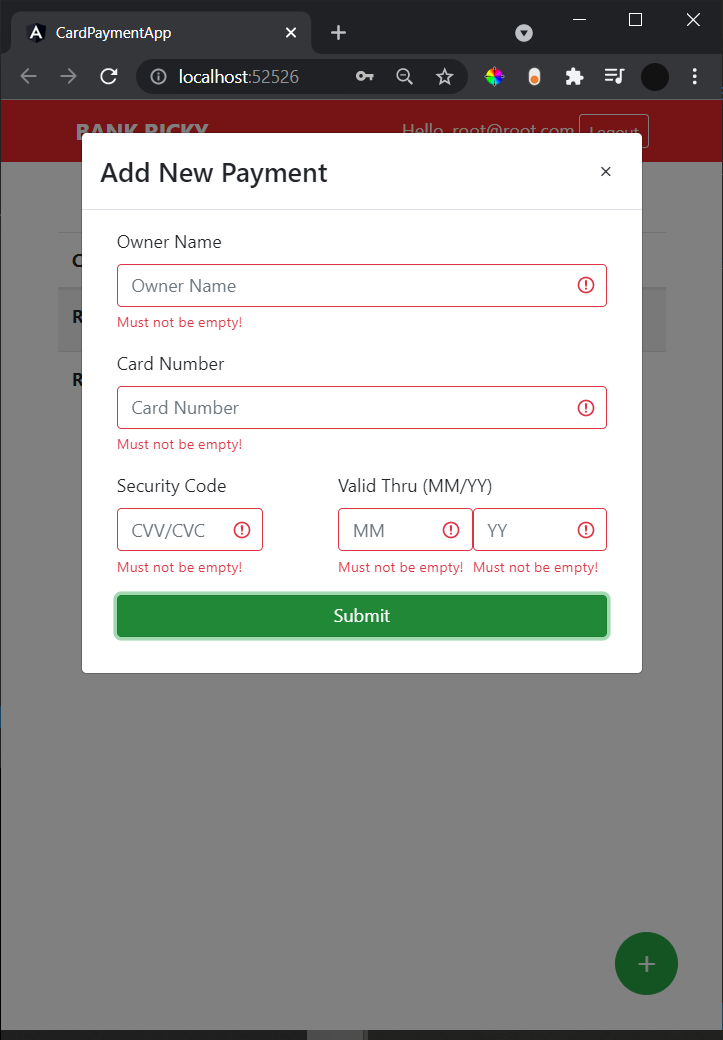 CardPaymentApp
localhost:52526
BANK RICKY
Hello, root@root.com Logout
Add New Payment ×
Owner Name
Owner Name
Must not be empty!
Card Number
Card Number
Must not be empty!
Security Code Valid Thru (MM/YY)
CVV/CVC MM YY
Must not be empty! Must not be empty! Must not be empty!
Submit
C
R
R
+